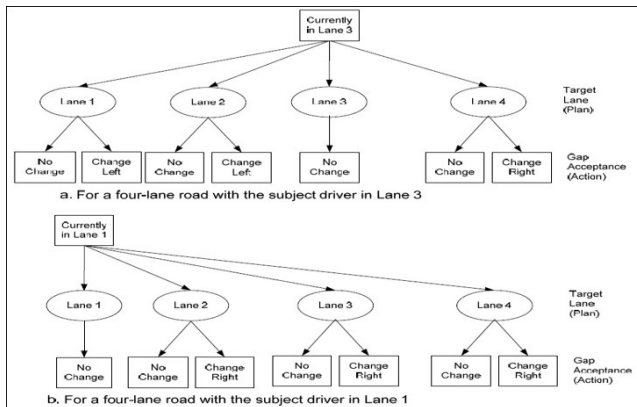 Currently
in Lane 3
Lane 1
Lane 2
Lane 3
Lane 4
Target
Lane
(Plan)
No
Change
Change
Left
No
Change
Change
Left
No
Change
No
Change
Change
Right
Gap
Acceptance
(Action)
a. For a four-lane road with the subject driver in Lane 3
Currently
in Lane 1
Lane 1
Lane 2
Lane 3
Lane 4
Target
Lane
(Plan)
No
Change
No
Change
Change
Right
No
Change
Change
Right
No
Change
Change
Right
Gap
Acceptance
(Action)
b. For a four-lane road with the subject driver in Lane 1